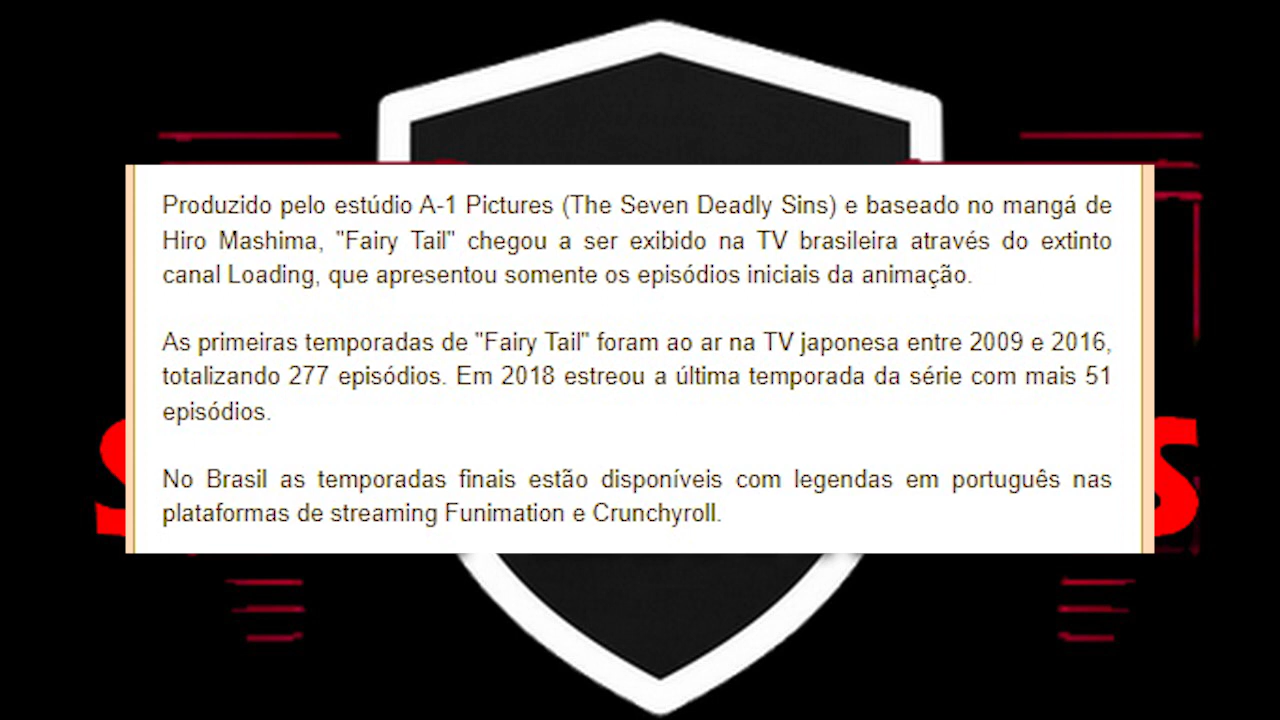 Produzido pelo estúdio A-1 Pictures (The Seven Deadly Sins) e baseado no mangá de
Hiro Mashima, "Fairy Tail" chegou a ser exibido na TV brasileira através do extinto
canal Loading, que apresentou somente os episódios iniciais da animação.
As primeiras temporadas de "Fairy Tail" foram ao ar na TV japonesa entre 2009 e 2016,
totalizando 277 episódios. Em 2018 estreou a última temporada da série com mais 51
episódios.
No Brasil as temporadas finais estão disponíveis com legendas em português nas
plataformas de streaming Funimation e Crunchyroll.